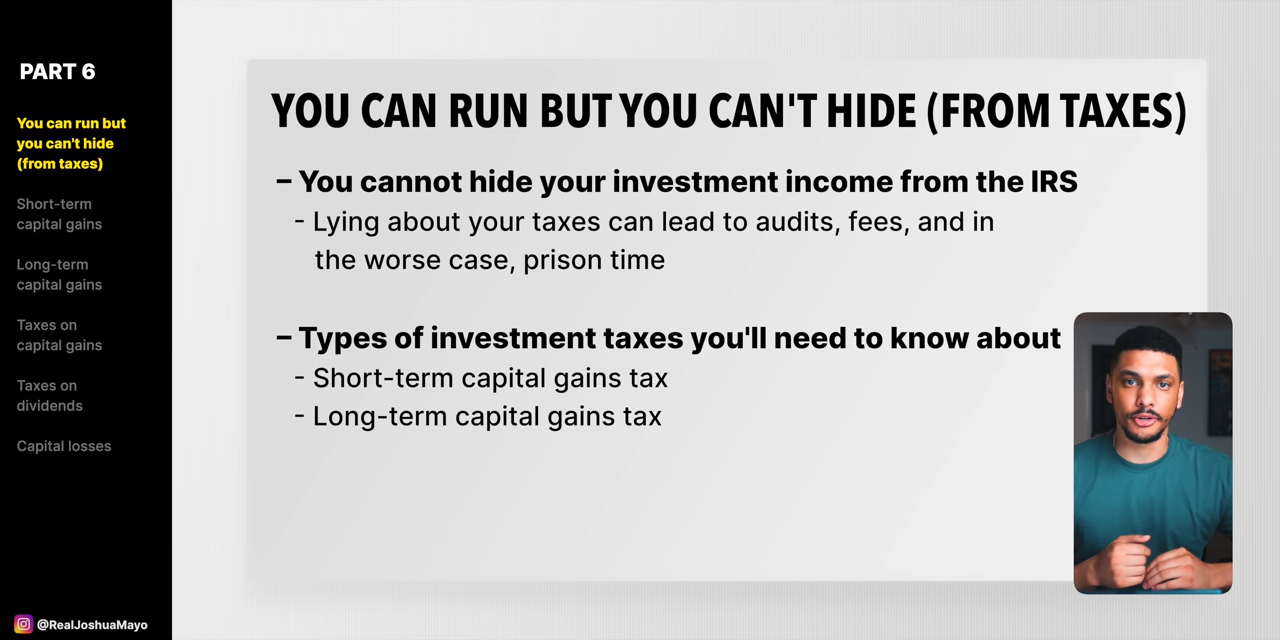 PART 6
You can run but
you can't hide
(from taxes)
Short-term
capital gains
Long-term
capital gains
Taxes on
capital gains
Taxes on
dividends
Capital losses
@RealJoshuaMayo
YOU CAN RUN BUT YOU CAN'T HIDE (FROM TAXES)
– You cannot hide your investment income from the IRS
- Lying about your taxes can lead to audits, fees, and in
the worse case, prison time
– Types of investment taxes you'll need to know about
- Short-term capital gains tax
- Long-term capital gains tax